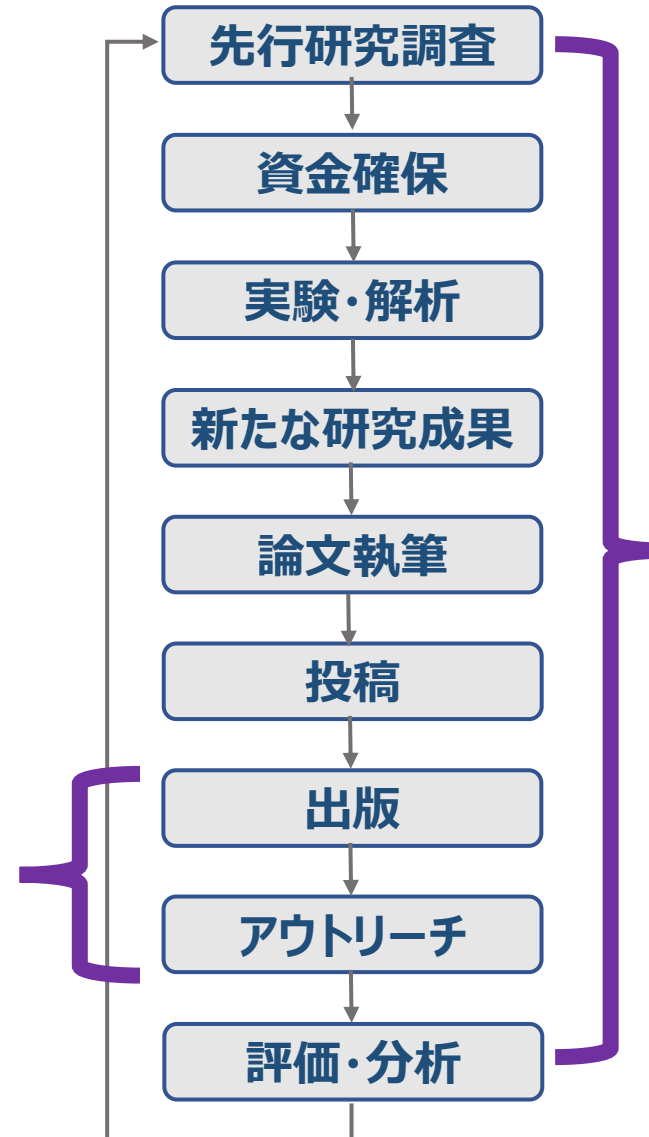 先行研究調査
資金確保
実験・解析
新たな研究成果
論文執筆
投稿
出版
アウトリーチ
評価・分析